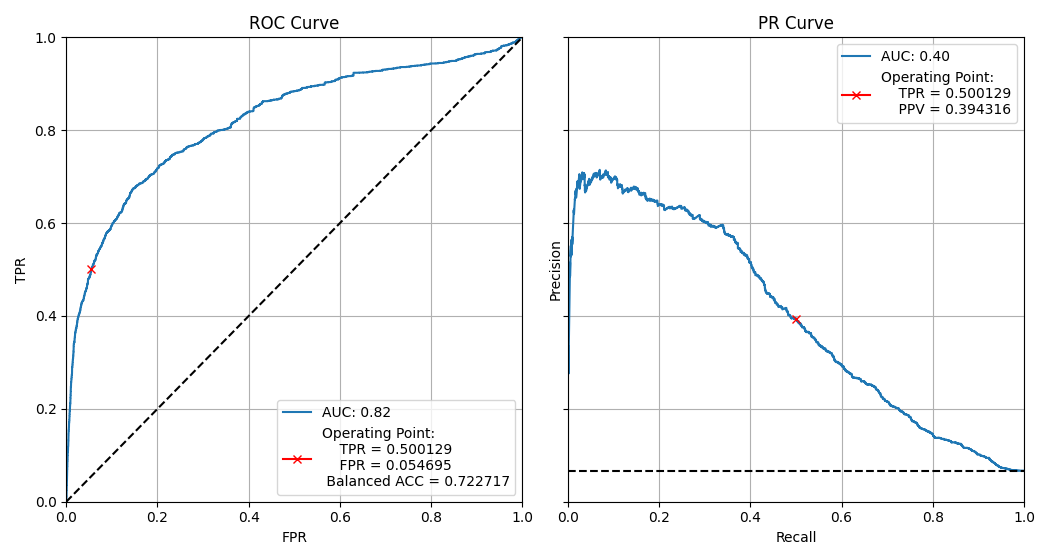 ROC Curve
1.0
0.8
0.6
0.4
0.2
0.0
TPR
0.0 0.2 0.4 0.6 0.8 1.0
FPR
AUC: 0.82
Operating Point:
TPR = 0.500129
FPR = 0.054695
Balanced ACC = 0.722717
PR Curve
Precision
0.0 0.2 0.4 0.6 0.8 1.0
Recall
AUC: 0.40
Operating Point:
TPR = 0.500129
PPV = 0.394316